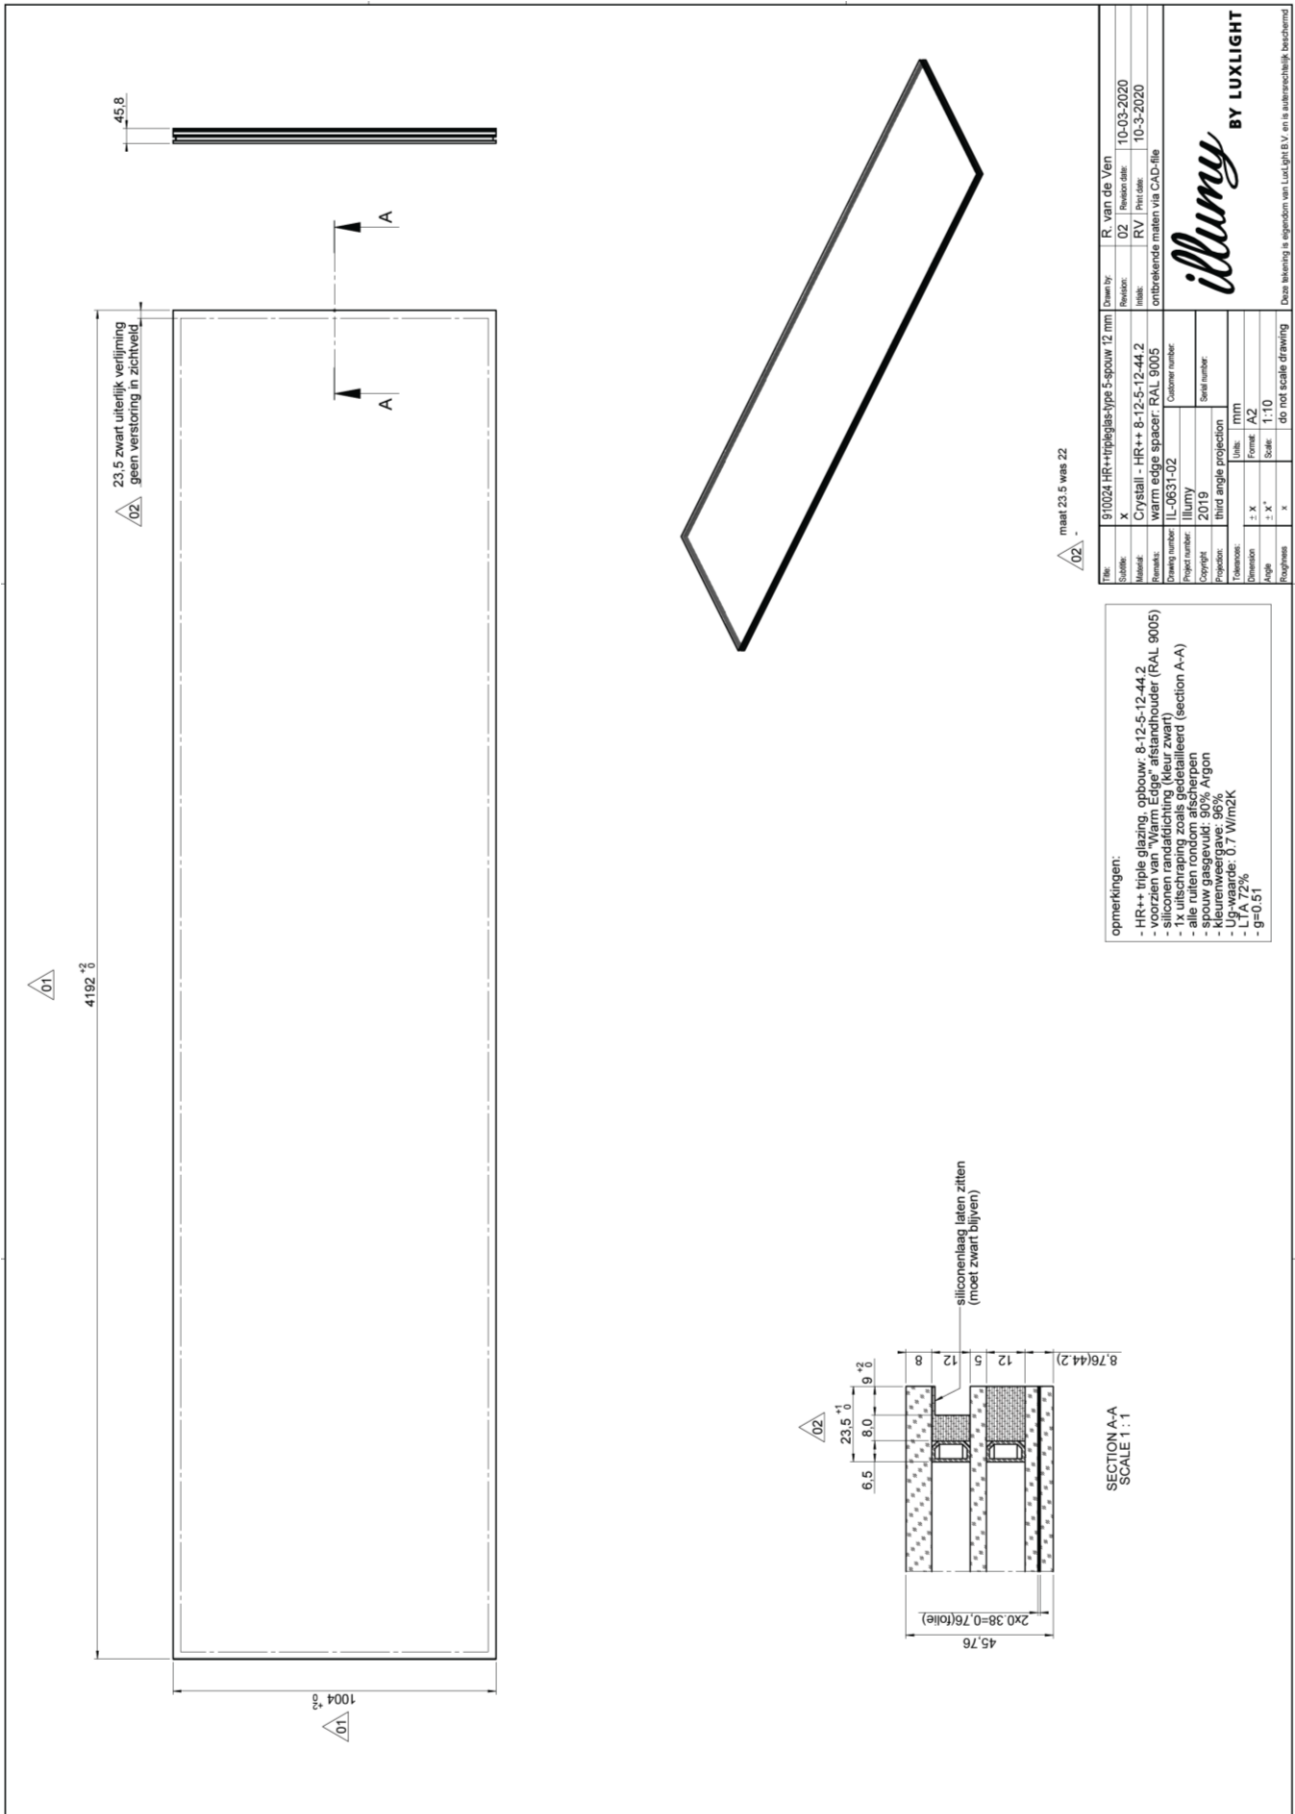 45,8
02
23,5 zwart uiterlijk verlijming
geen verstoring in zichtveld
01
4192 +2 0
A
A
01
1004 +2 0
02
maat 23.5 was 22
-
02
23,5 +1 0
9 +2 0
8,0
6,5
siliconenlaag laten zitten
(moet zwart blijven)
8
12
5
12
8,76(44.2)
2x0.38=0,76(folie)
45,76
SECTION A-A
SCALE 1 : 1
opmerkingen:
- HR++ triple glazing, opbouw: 8-12-5-12-44.2
- voorzien van "Warm Edge" afstandhouder (RAL 9005)
- siliconen randafdichting (kleur zwart)
- 1x uitschraping zoals gedetailleerd (section A-A)
- alle ruiten rondom afscherpen
- spouw gasgevuld: 90% Argon
- kleurenweergave: 96%
- Ug-waarde: 0.7 W/m2K
- LTA 72%
- g=0.51
Title: 910024 HR++tripleglas-type 5-spouw 12 mm Drawn by: R. van de Ven
Subtitle: x Revision: 02 Revision date: 10-03-2020
Material: Crystall - HR++ 8-12-5-12-44.2 Initials: RV Print date: 10-3-2020
Remarks: warm edge spacer: RAL 9005 ontbrekende maten via CAD-file
Drawing number: IL-0631-02 Customer number:
Project number: Illumy
Copyright 2019 Serial number:
Projection: third angle projection
Tolerances: Units: mm
Dimension ± x Format: A2
Angle ± x° Scale: 1:10
Roughness x do not scale drawing
illumy
BY LUXLIGHT
Deze tekening is eigendom van LuxLight B.V. en is auteursrechtelijk beschermd